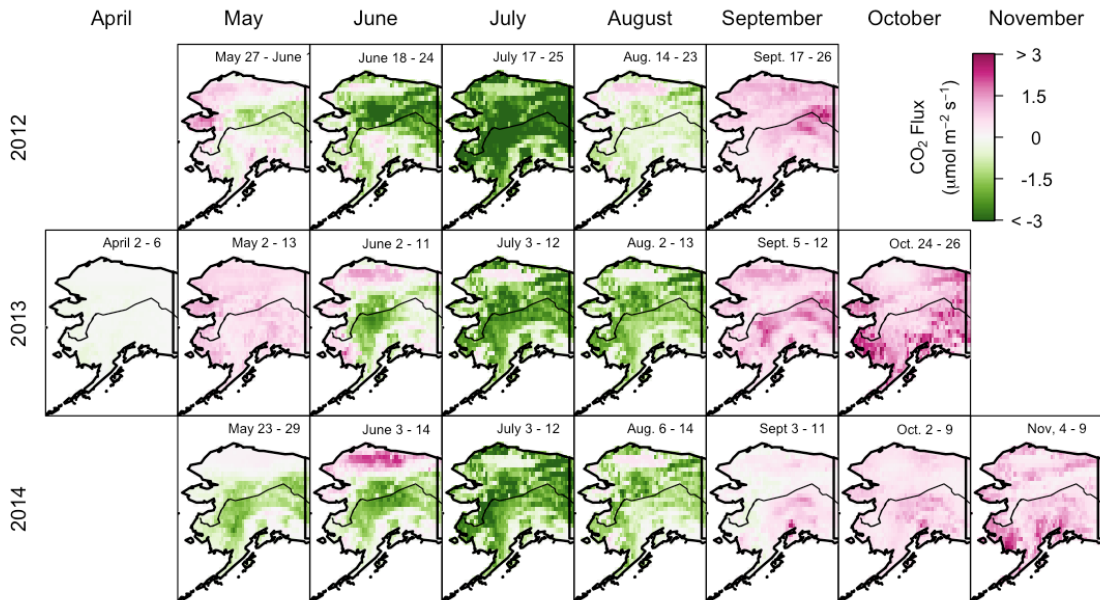 April May June July August September October November
2012
May 27 - June 1
June 18 - 24
July 17 - 25
Aug. 14 - 23
Sept. 17 - 26
> 3
1.5
0
-1.5
< -3
CO₂ Flux
(μmol m⁻² s⁻¹)
2013
April 2 - 6
May 2 - 13
June 2 - 11
July 3 - 12
Aug. 2 - 13
Sept. 5 - 12
Oct. 24 - 26
2014
May 23 - 29
June 3 - 14
July 3 - 12
Aug. 6 - 14
Sept 3 - 11
Oct. 2 - 9
Nov, 4 - 9